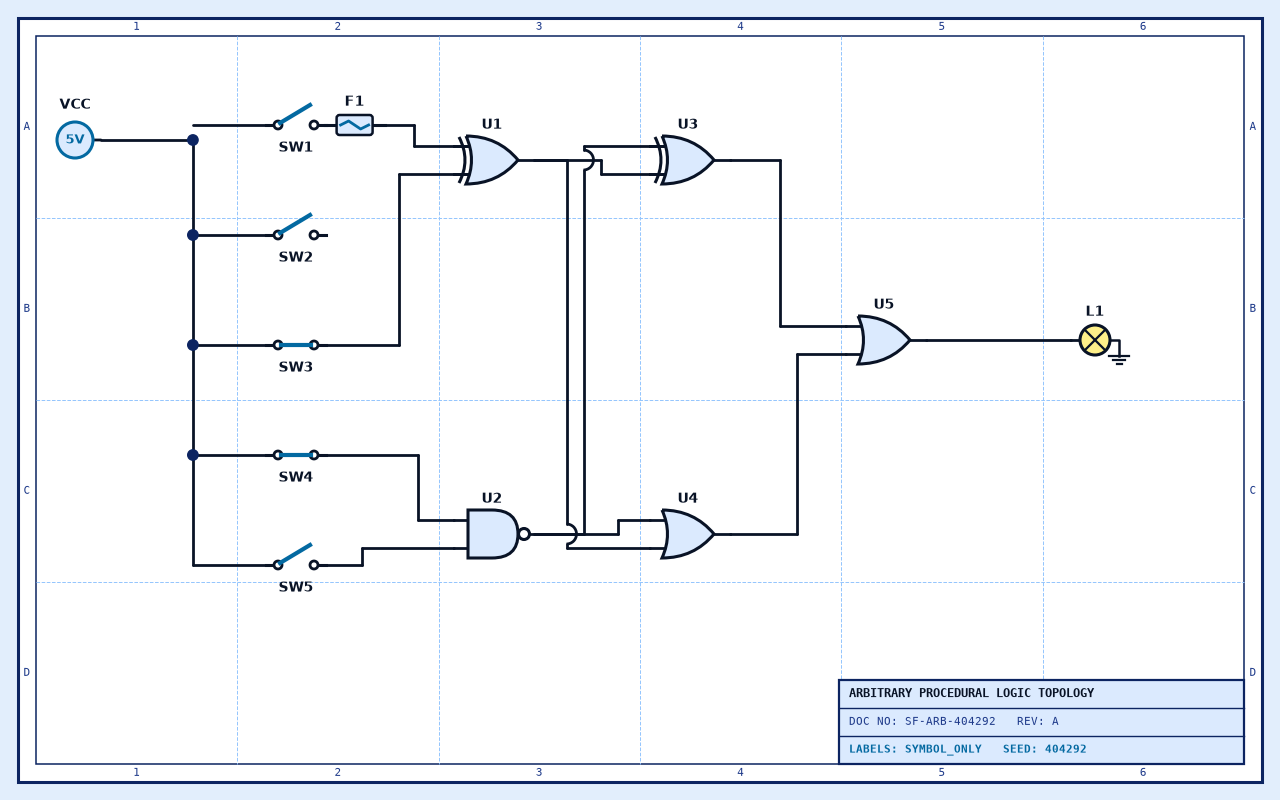 1 2 3 4 5 6
VCC
F1
A 5V SW1 U1 U3 A
SW2
B U5 L1 B
SW3
C SW4 U2 U4 C
SW5
D D
ARBITRARY PROCEDURAL LOGIC TOPOLOGY
DOC NO: SF-ARB-404292 REV: A
LABELS: SYMBOL_ONLY SEED: 404292
1 2 3 4 5 6